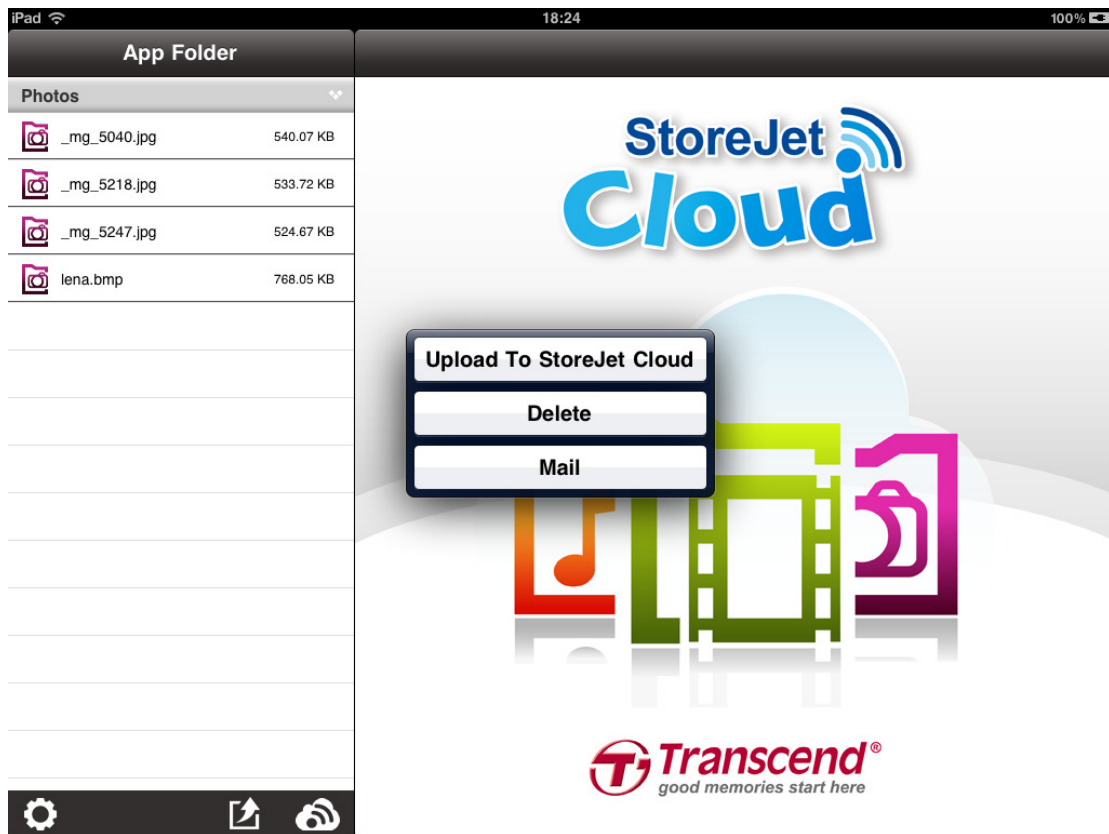 iPad 18:24 100%
App Folder
Photos
_mg_5040.jpg 540.07 KB
_mg_5218.jpg 533.72 KB
_mg_5247.jpg 524.67 KB
lena.bmp 768.05 KB
StoreJet
Cloud
Upload To StoreJet Cloud
Delete
Mail
Transcend®
good memories start here